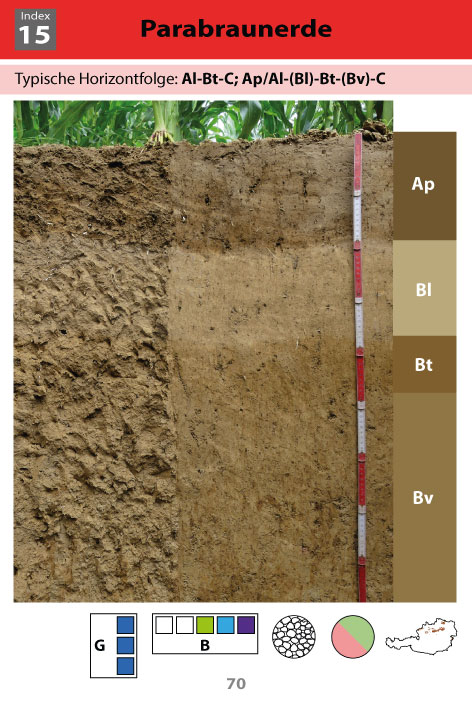 Index
15
Parabraunerde
Typische Horizontfolge: Al-Bt-C; Ap/Al-(Bl)-Bt-(Bv)-C
Ap
Bl
Bt
Bv
G
B
70